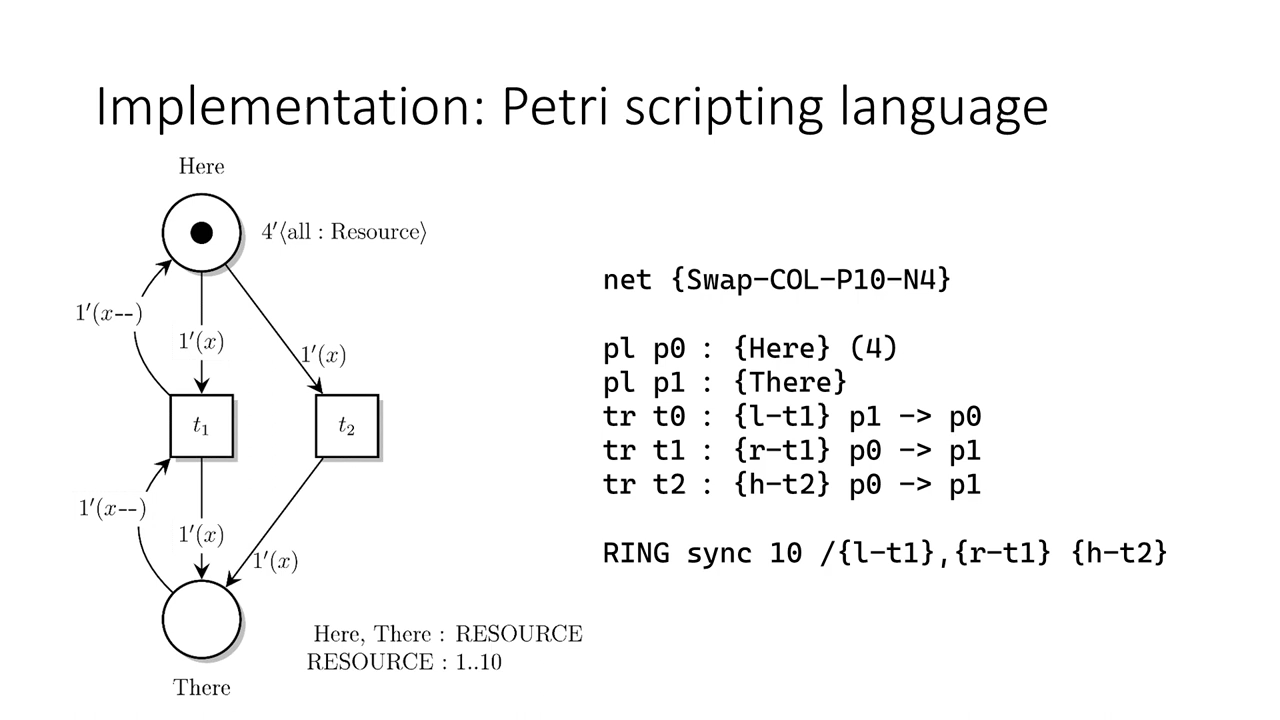 Implementation: Petri scripting language
Here
4′⟨all : Resource⟩
1′(x--)
1′(x)
1′(x)
t₁
t₂
1′(x--)
1′(x)
1′(x)
Here, There : RESOURCE
RESOURCE : 1..10
There
net {Swap-COL-P10-N4}
pl p0 : {Here} (4)
pl p1 : {There}
tr t0 : {l-t1} p1 -> p0
tr t1 : {r-t1} p0 -> p1
tr t2 : {h-t2} p0 -> p1
RING sync 10 /{l-t1},{r-t1} {h-t2}